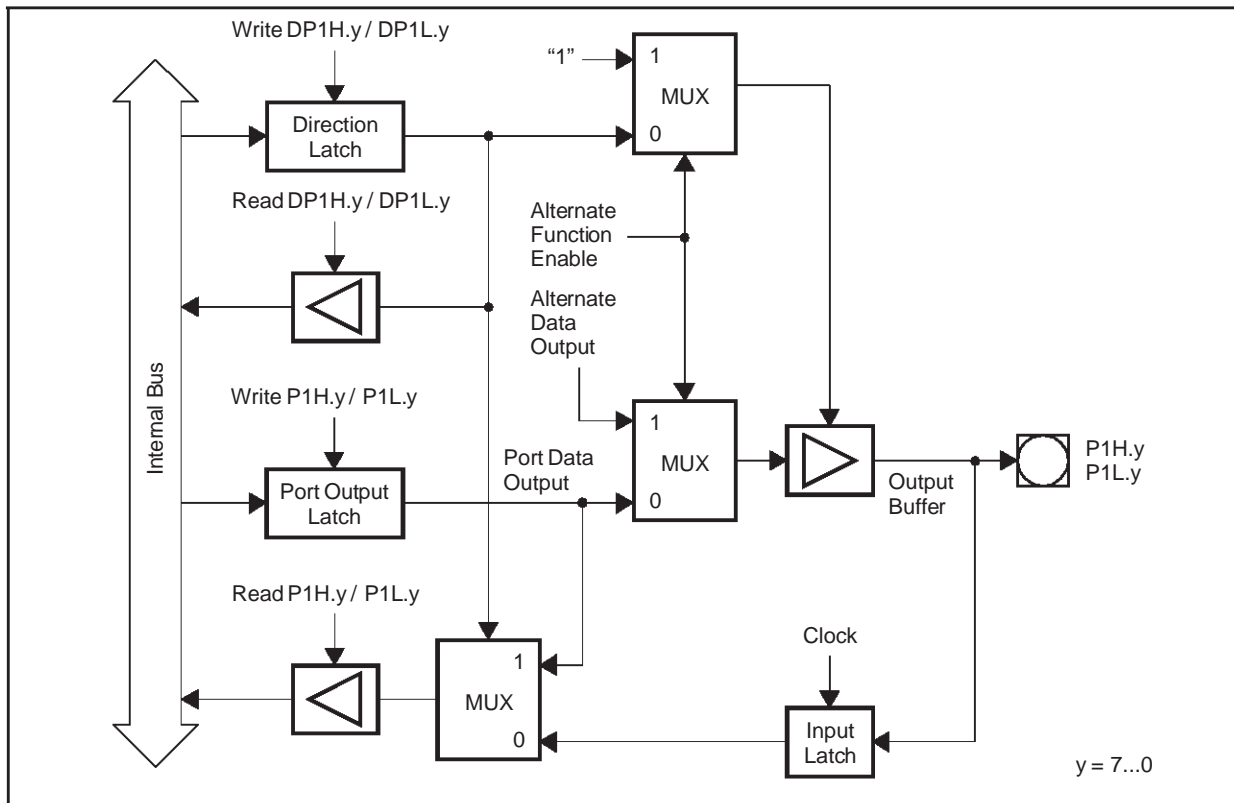 Write DP1H.y / DP1L.y
“1”
1
MUX
0
Direction
Latch
Read DP1H.y / DP1L.y
Alternate
Function
Enable
Alternate
Data
Output
Internal Bus
Write P1H.y / P1L.y
1
MUX
0
Port Data
Output
Port Output
Latch
Output
Buffer
P1H.y
P1L.y
Read P1H.y / P1L.y
1
MUX
0
Clock
Input
Latch
y = 7...0